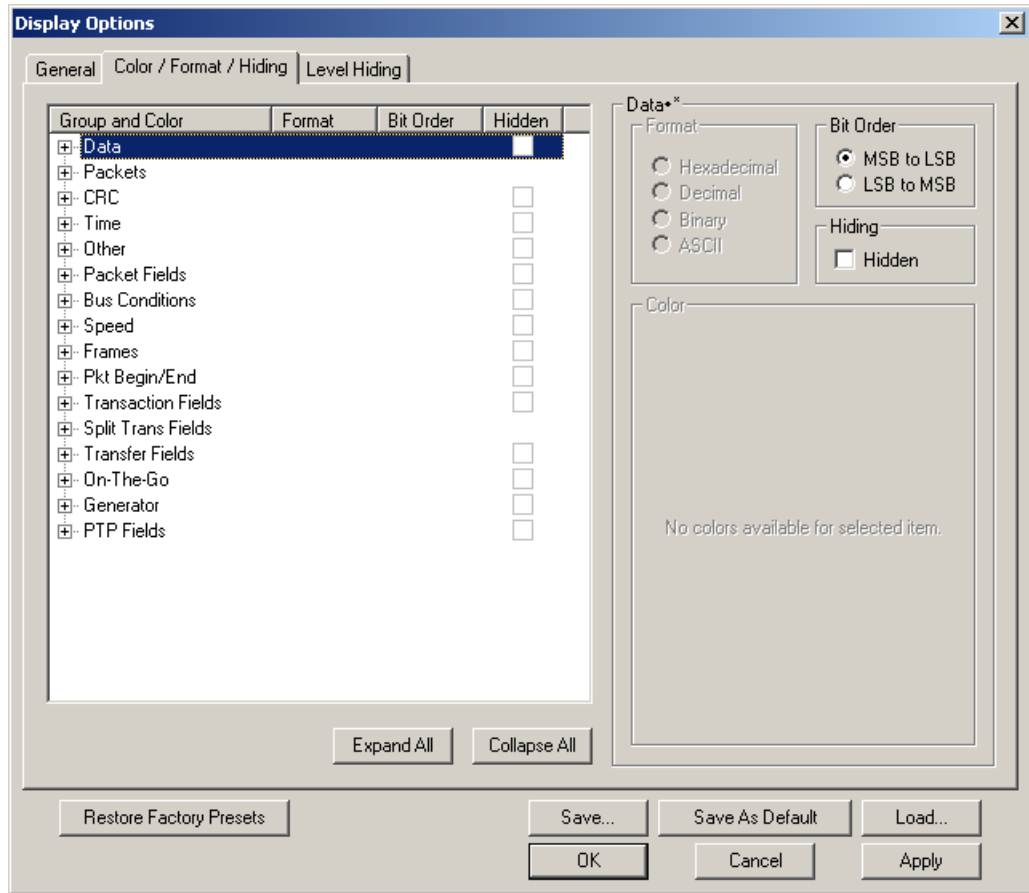 Display Options
General
Color / Format / Hiding
Level Hiding
Group and Color
Format
Bit Order
Hidden
Data
Packets
CRC
Time
Other
Packet Fields
Bus Conditions
Speed
Frames
Pkt Begin/End
Transaction Fields
Split Trans Fields
Transfer Fields
On-The-Go
Generator
PTP Fields
Expand All
Collapse All
Data•*
Format
Hexadecimal
Decimal
Binary
ASCII
Bit Order
MSB to LSB
LSB to MSB
Hiding
Hidden
Color
No colors available for selected item.
Restore Factory Presets
Save...
Save As Default
Load...
OK
Cancel
Apply